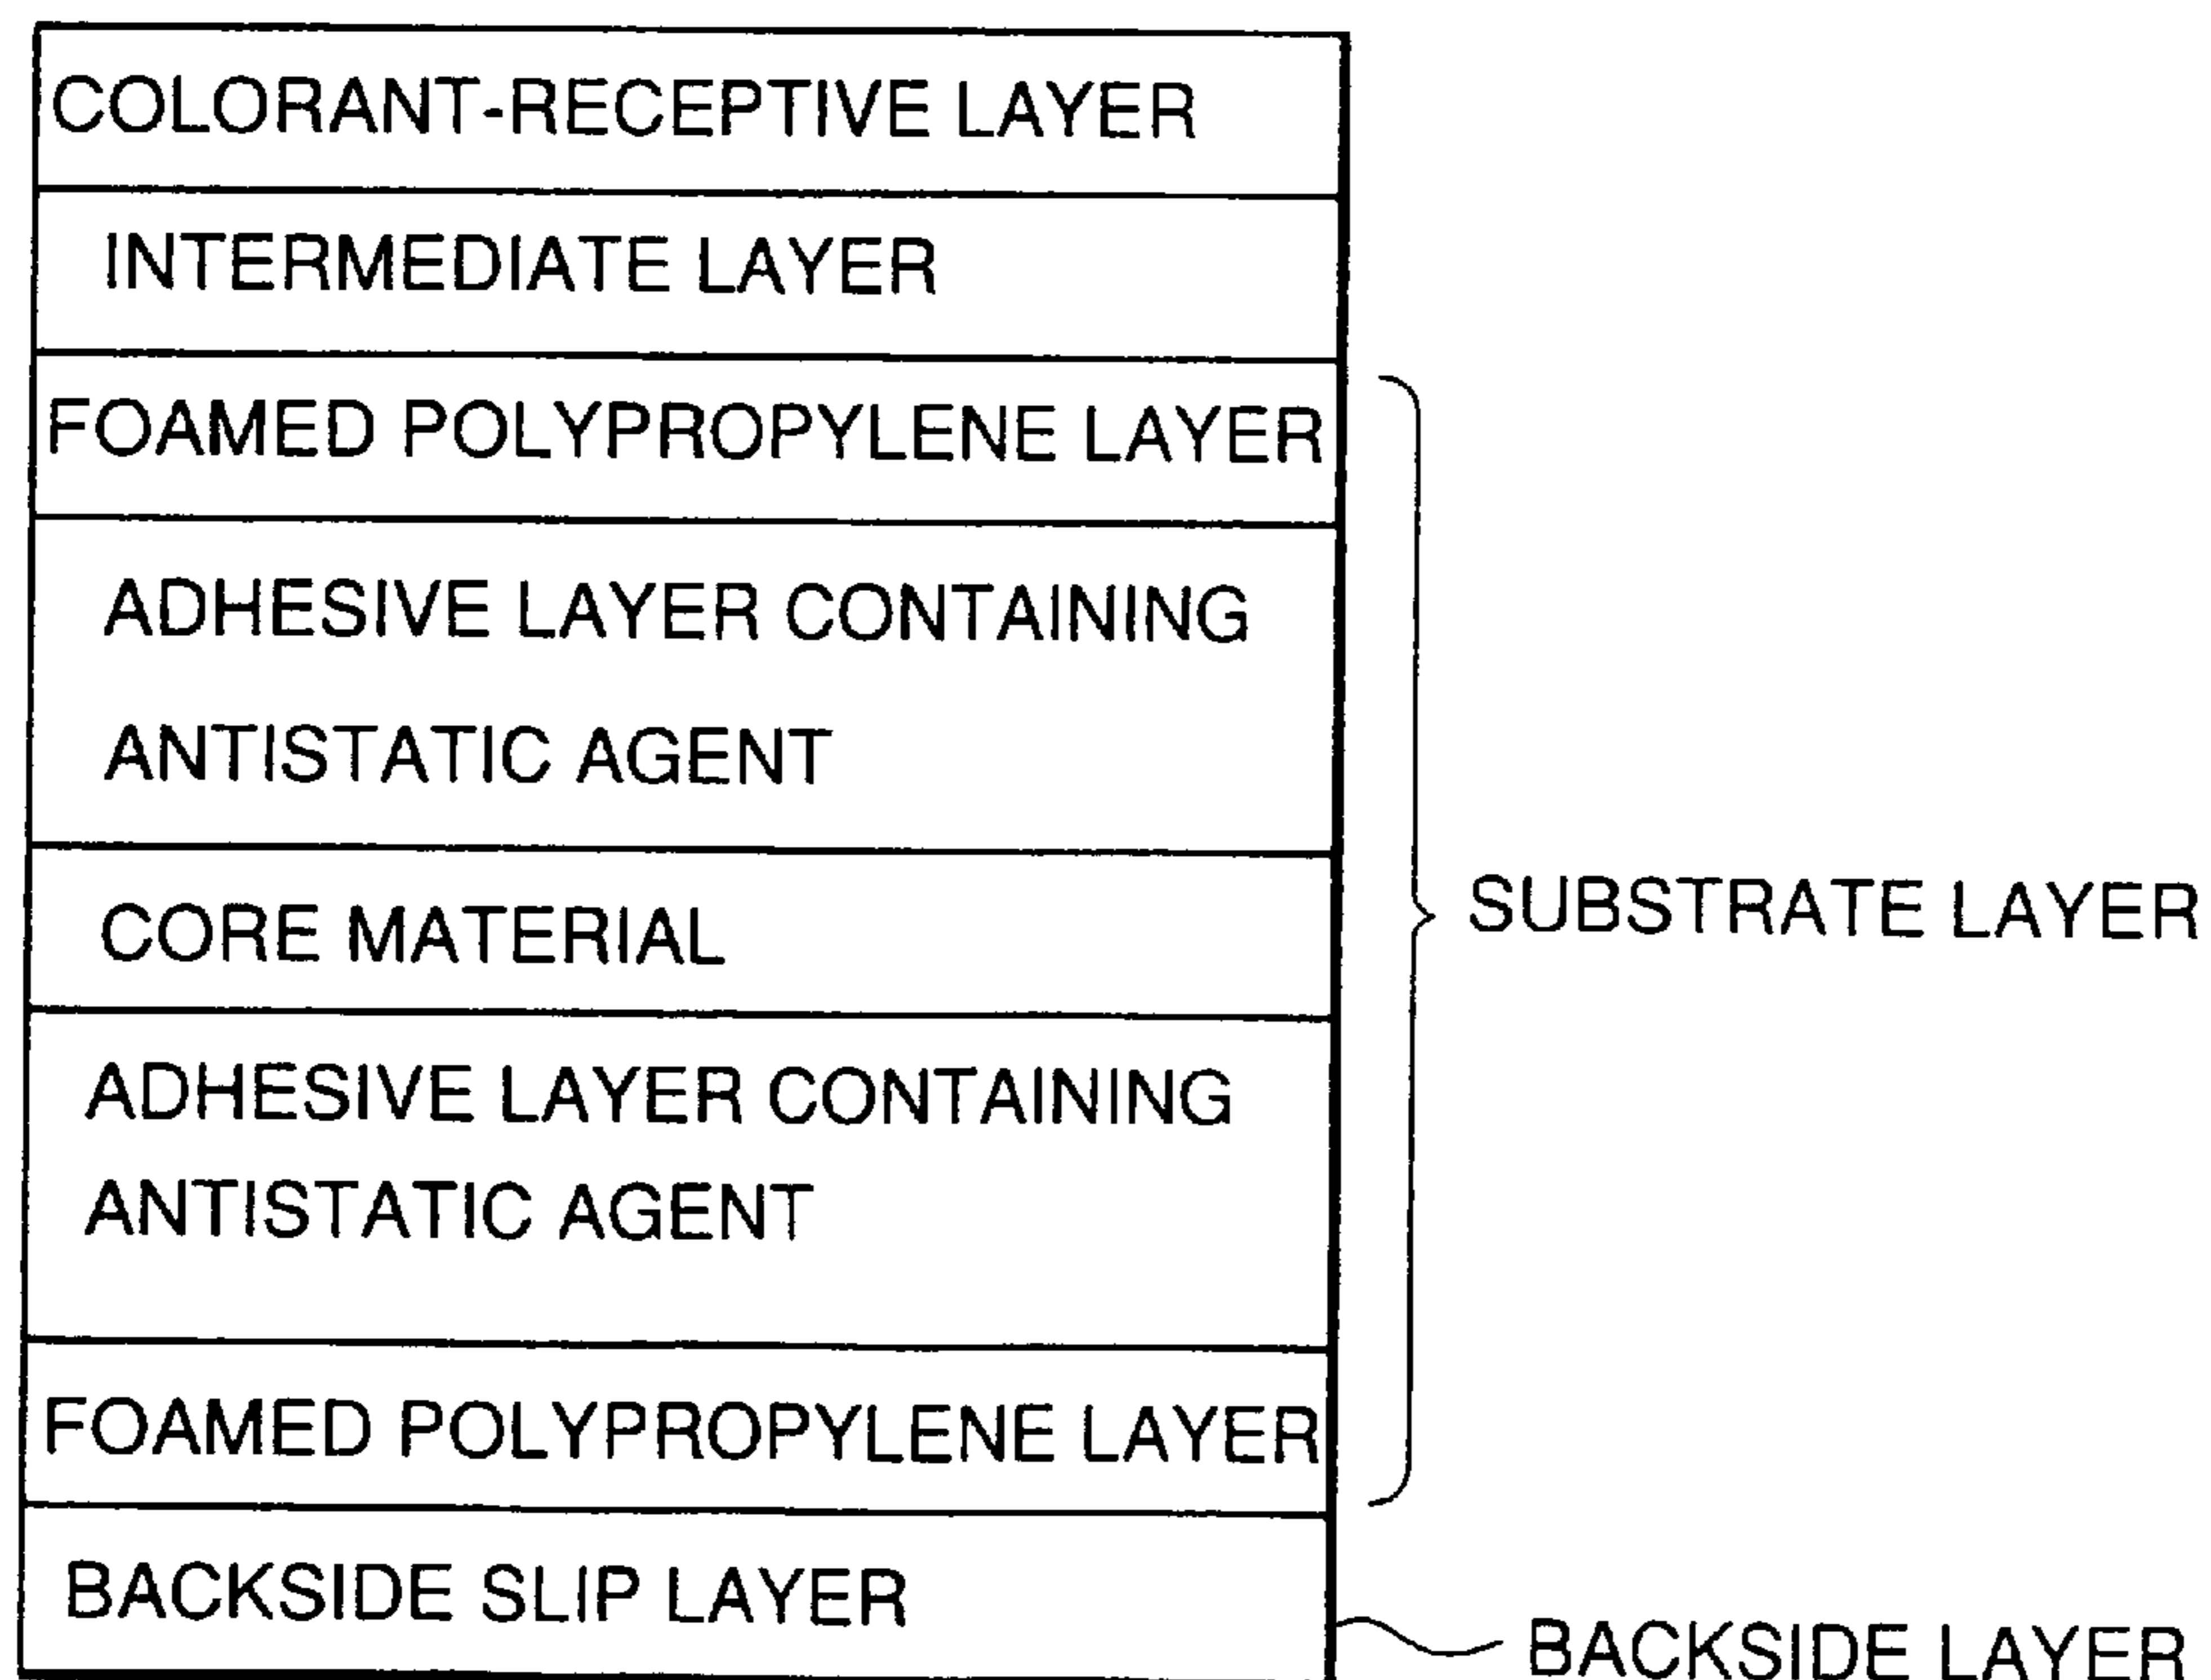 COLORANT-RECEPTIVE LAYER
INTERMEDIATE LAYER
FOAMED POLYPROPYLENE LAYER
ADHESIVE LAYER CONTAINING
ANTISTATIC AGENT
CORE MATERIAL
SUBSTRATE LAYER
ADHESIVE LAYER CONTAINING
ANTISTATIC AGENT
FOAMED POLYPROPYLENE LAYER
BACKSIDE SLIP LAYER
BACKSIDE LAYER